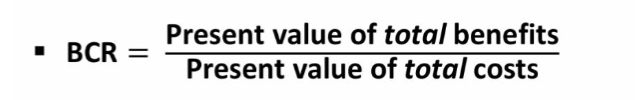 ▪ BCR = Present value of total benefits
Present value of total costs